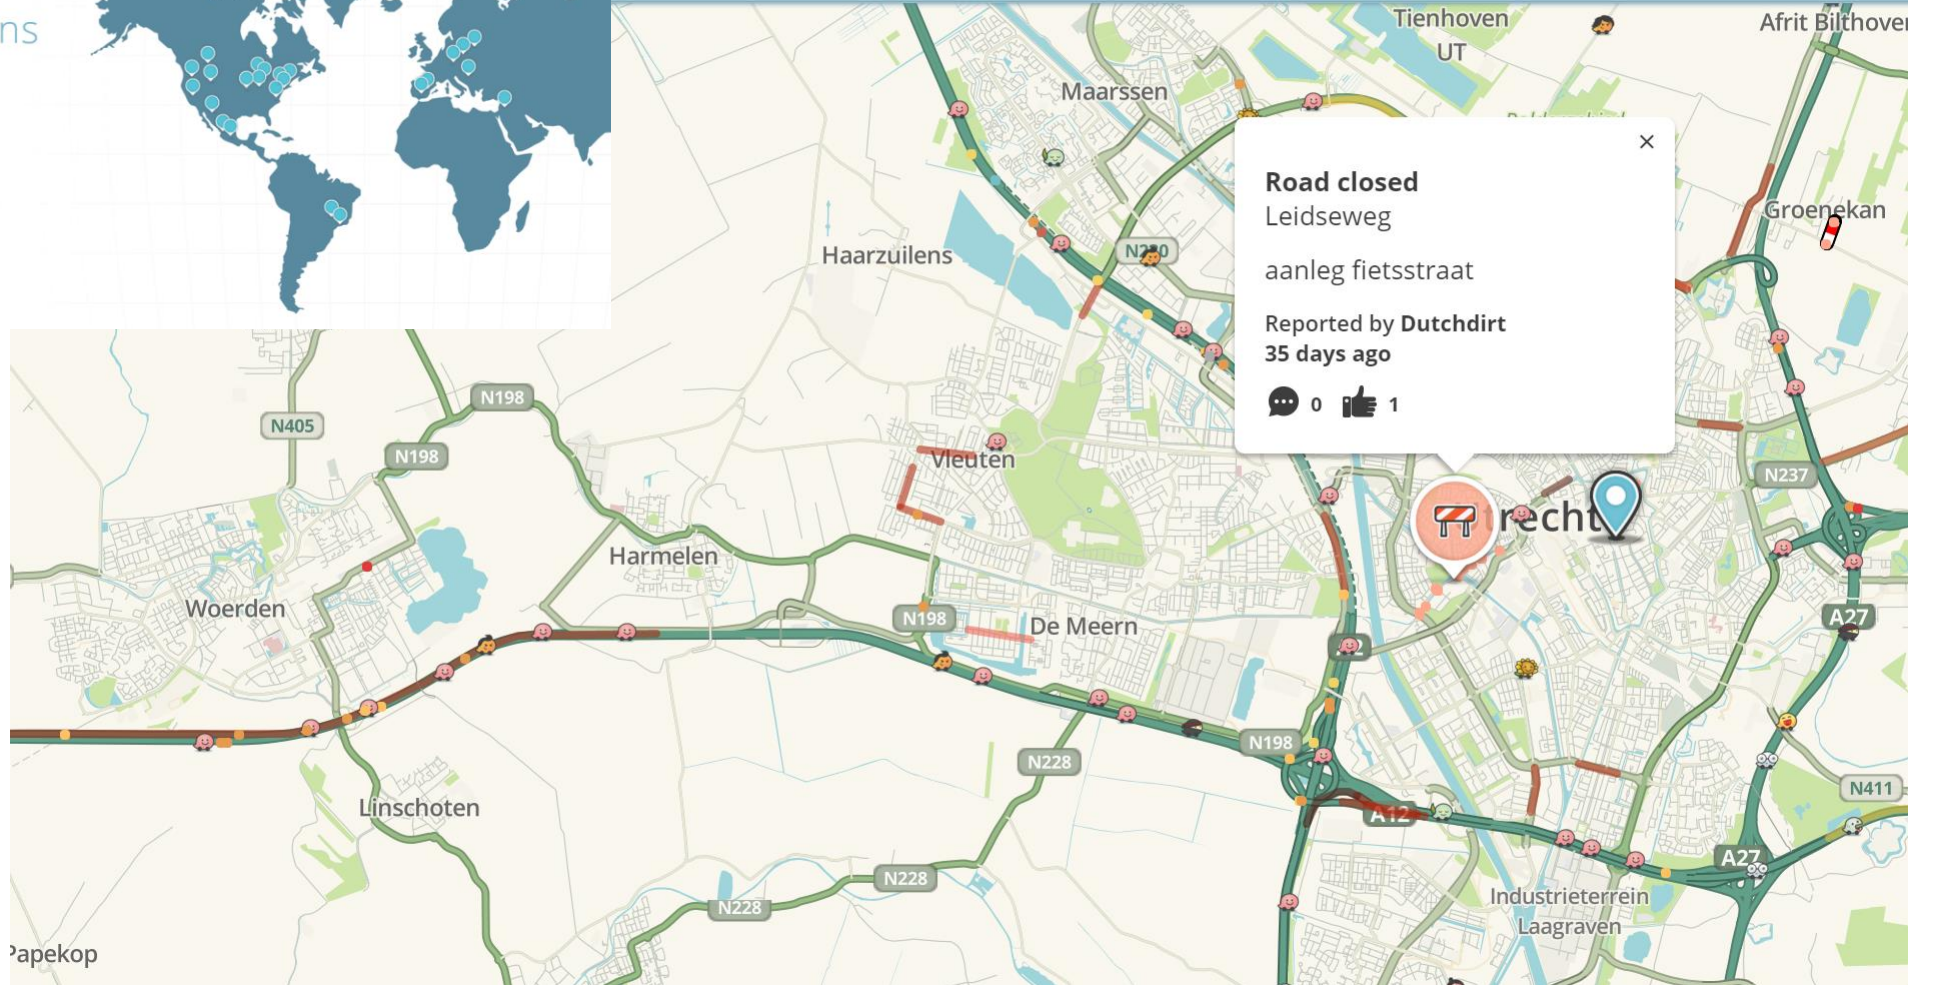 ns
Tienhoven
UT
Afrit Bilthoven
Maarssen
Road closed
Leidseweg
aanleg fietsstraat
Reported by Dutchdirt
35 days ago
0
1
Groenekan
Haarzuilens
N198
N405
N198
Vleuten
N237
recht
Harmelen
Woerden
N198
De Meern
A27
N198
N228
N411
Linschoten
A12
A27
N228
N228
Industrieterrein
Laagraven
Papekop